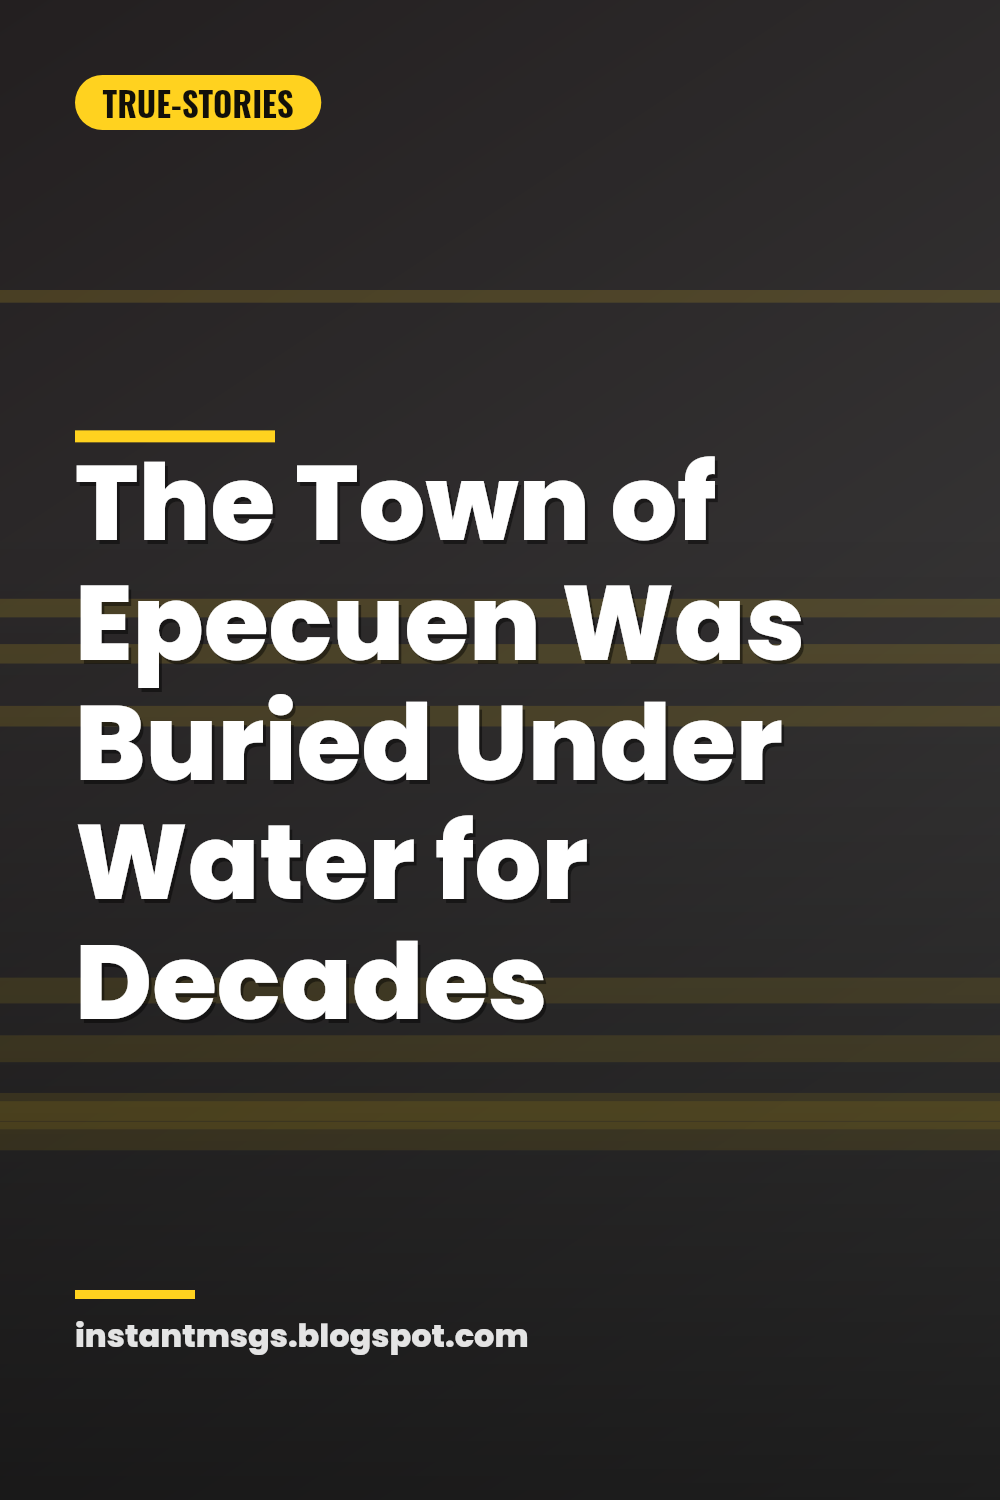 TRUE-STORIES
The Town of
Epecuen Was
Buried Under
Water for
Decades
instantmsgs.blogspot.com